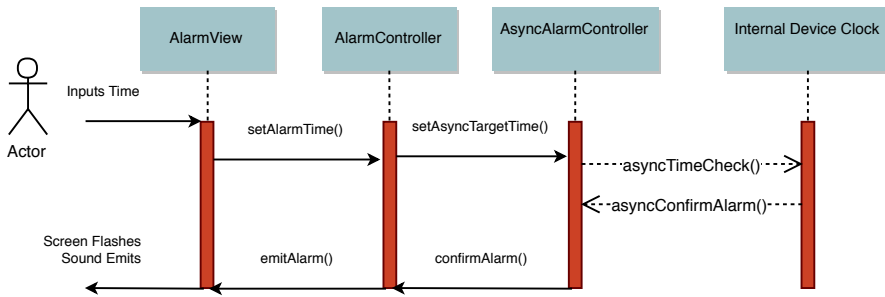 AlarmView
AlarmController
AsyncAlarmController
Internal Device Clock
Inputs Time
Actor
setAlarmTime()
setAsyncTargetTime()
asyncTimeCheck()
asyncConfirmAlarm()
Screen Flashes
Sound Emits
emitAlarm()
confirmAlarm()